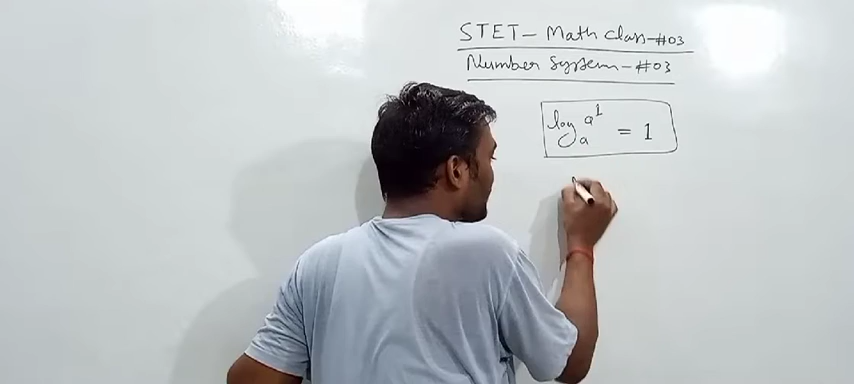 STET- Math Class-#03
Number System-#03
log_a a^1 = 1